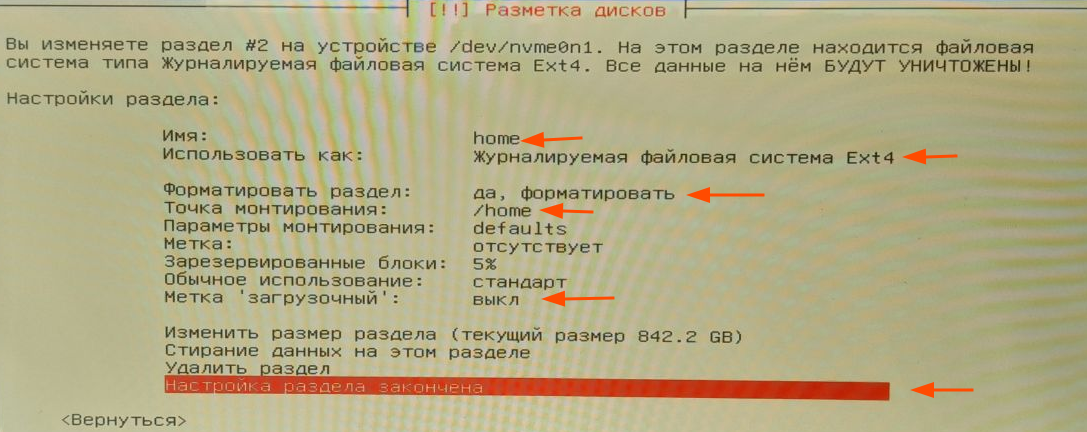 [!!] Разметка дисков
Вы изменяете раздел #2 на устройстве /dev/nvme0n1. На этом разделе находится файловая
система типа Журналируемая файловая система Ext4. Все данные на нём БУДУТ УНИЧТОЖЕНЫ!
Настройки раздела:
Имя: home
Использовать как: Журналируемая файловая система Ext4
Форматировать раздел: да, форматировать
Точка монтирования: /home
Параметры монтирования: defaults
Метка: отсутствует
Зарезервированные блоки: 5%
Обычное использование: стандарт
Метка 'загрузочный': выкл
Изменить размер раздела (текущий размер 842.2 GB)
Стирание данных на этом разделе
Удалить раздел
Настройка раздела закончена
<Вернуться>